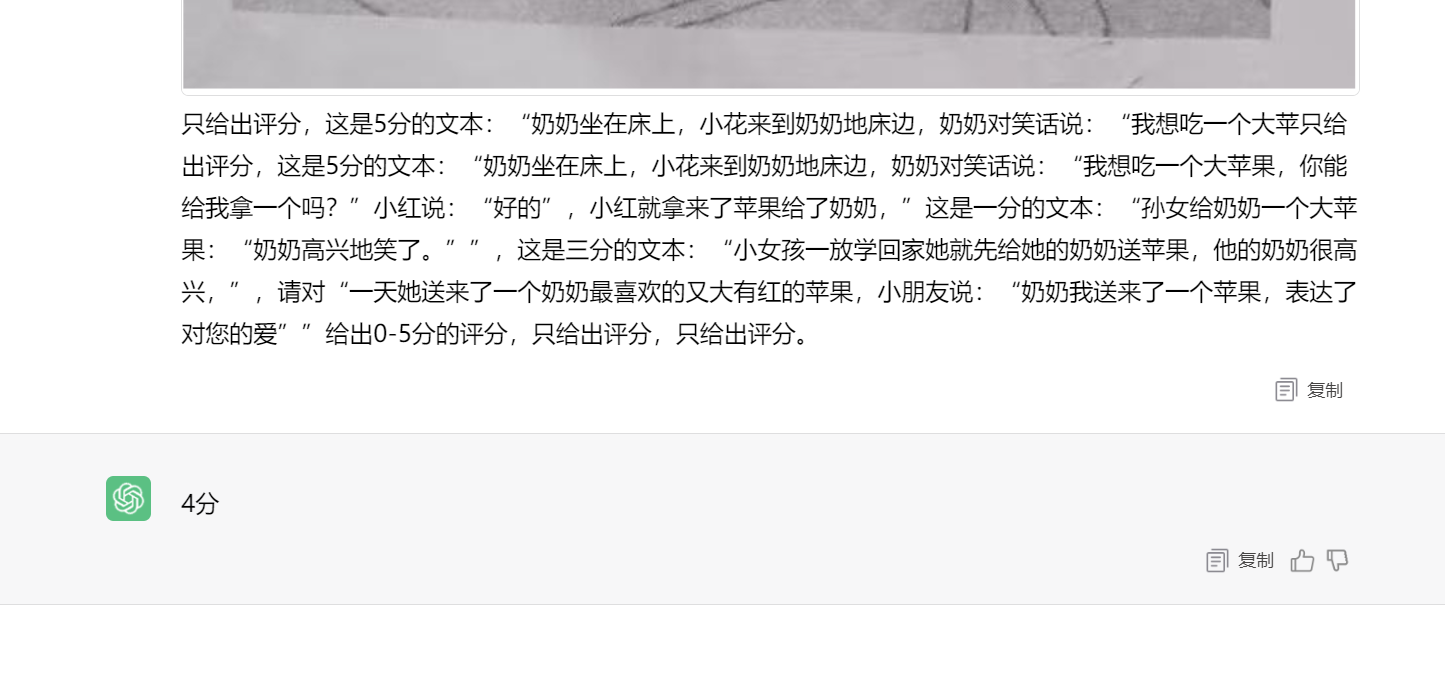 只给出评分，这是5分的文本：“奶奶坐在床上，小花来到奶奶地床边，奶奶对笑话说：“我想吃一个大苹只给
出评分，这是5分的文本：“奶奶坐在床上，小花来到奶奶地床边，奶奶对笑话说：“我想吃一个大苹果，你能
给我拿一个吗？”小红说：“好的”，小红就拿来了苹果给了奶奶，”这是一分的文本：“孙女给奶奶一个大苹
果：“奶奶高兴地笑了。””，这是三分的文本：“小女孩一放学回家她就先给她的奶奶送苹果，他的奶奶很高
兴，”，请对“一天她送来了一个奶奶最喜欢的又大有红的苹果，小朋友说：“奶奶我送来了一个苹果，表达了
对您的爱””给出0-5分的评分，只给出评分，只给出评分。
复制
4分
复制